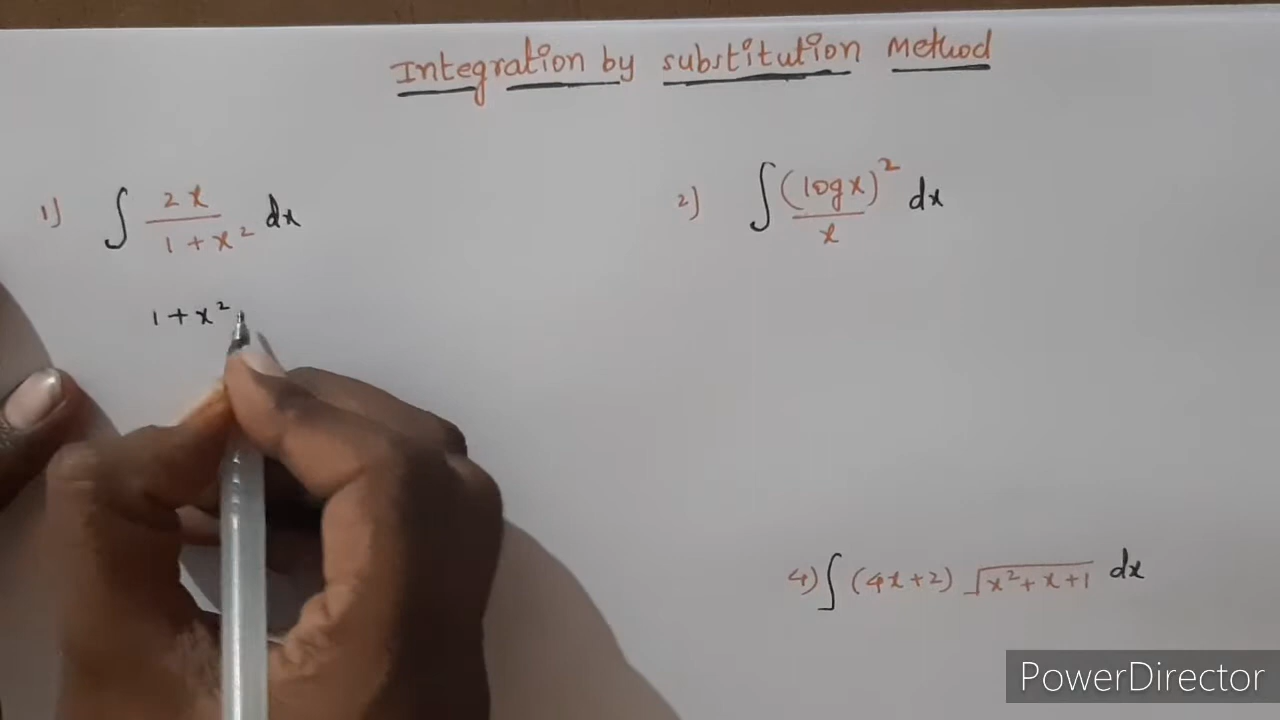 Integration by substitution Method
1) ∫ 2x / 1+x² dx
2) ∫ (logx)² / x dx
1+x²
4) ∫ (4x+2) √x²+x+1 dx
PowerDirector